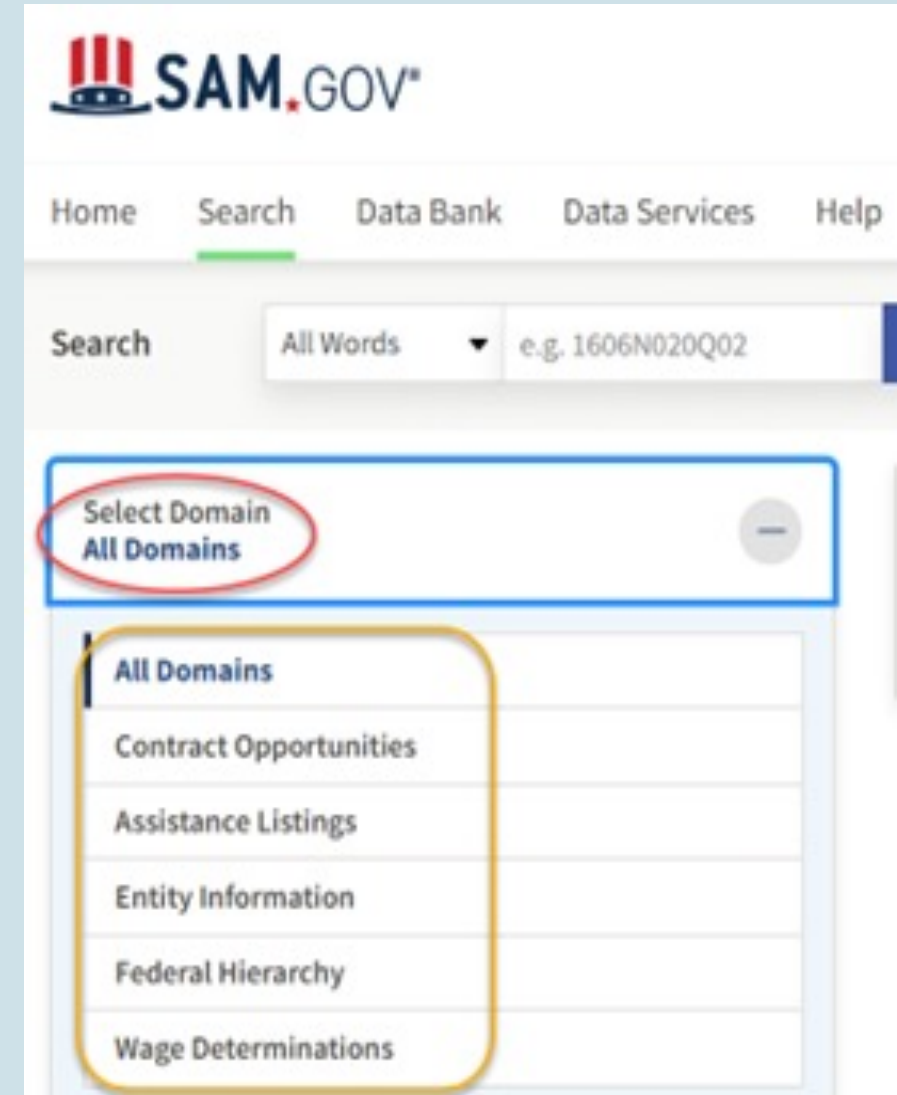 SAM.GOV®
Home Search Data Bank Data Services Help
Search All Words e.g. 1606N020Q02
Select Domain
All Domains
All Domains
Contract Opportunities
Assistance Listings
Entity Information
Federal Hierarchy
Wage Determinations